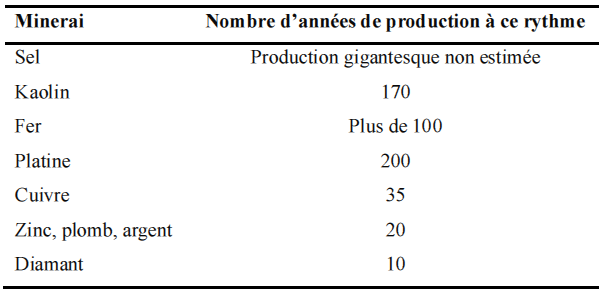 Minerai Nombre d'années de production à ce rythme
Sel Production gigantesque non estimée
Kaolin 170
Fer Plus de 100
Platine 200
Cuivre 35
Zinc, plomb, argent 20
Diamant 10